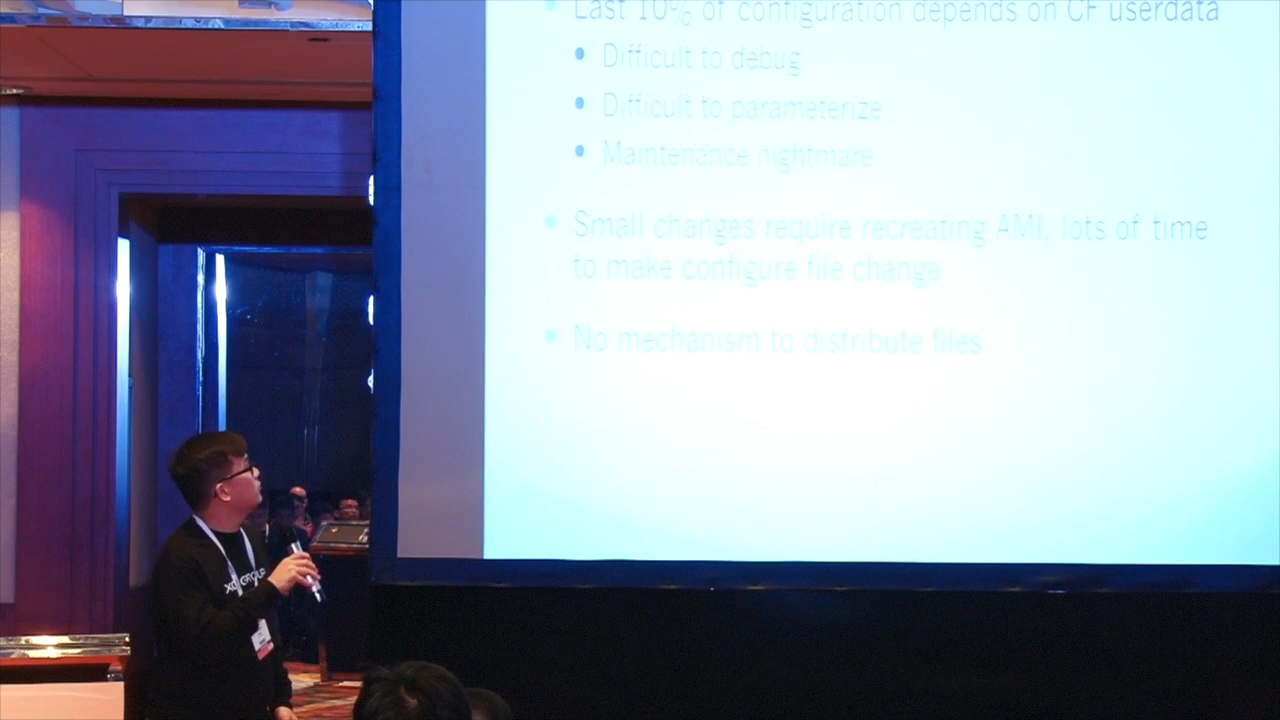 Last 10% of configuration depends on CF userdata
Difficult to debug
Difficult to parameterize
Maintenance nightmare
Small changes require recreating AMI, lots of time
to make configure file change
No mechanism to distribute files